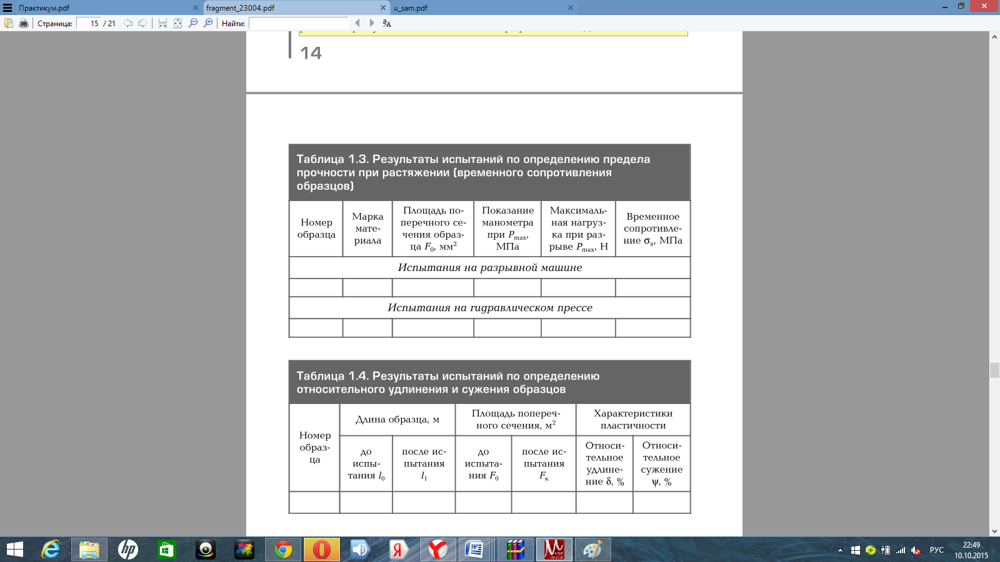 Практикум.pdf
fragment_23004.pdf
u_sam.pdf
Страница: 15 / 21
Найти:
14
Таблица 1.3. Результаты испытаний по определению предела
прочности при растяжении (временного сопротивления
образцов)
Номер
образца
Марка
мате-
риала
Площадь по-
перечного се-
чения образ-
ца F₀, мм²
Показание
манометра
при Pmax,
МПа
Максималь-
ная нагруз-
ка при раз-
рыве Pmax, Н
Временное
сопротивле-
ние σв, МПа
Испытания на разрывной машине
Испытания на гидравлическом прессе
Таблица 1.4. Результаты испытаний по определению
относительного удлинения и сужения образцов
Номер
образ-
ца
Длина образца, м
Площадь попереч-
ного сечения, м²
Характеристики
пластичности
до
испы-
тания l₀
после ис-
пытания
l₁
до
испыта-
ния F₀
после ис-
пытания
Fк
Относи-
тельное
удлине-
ние δ, %
Относи-
тельное
сужение
ψ, %
РУС
22:49
10.10.2015